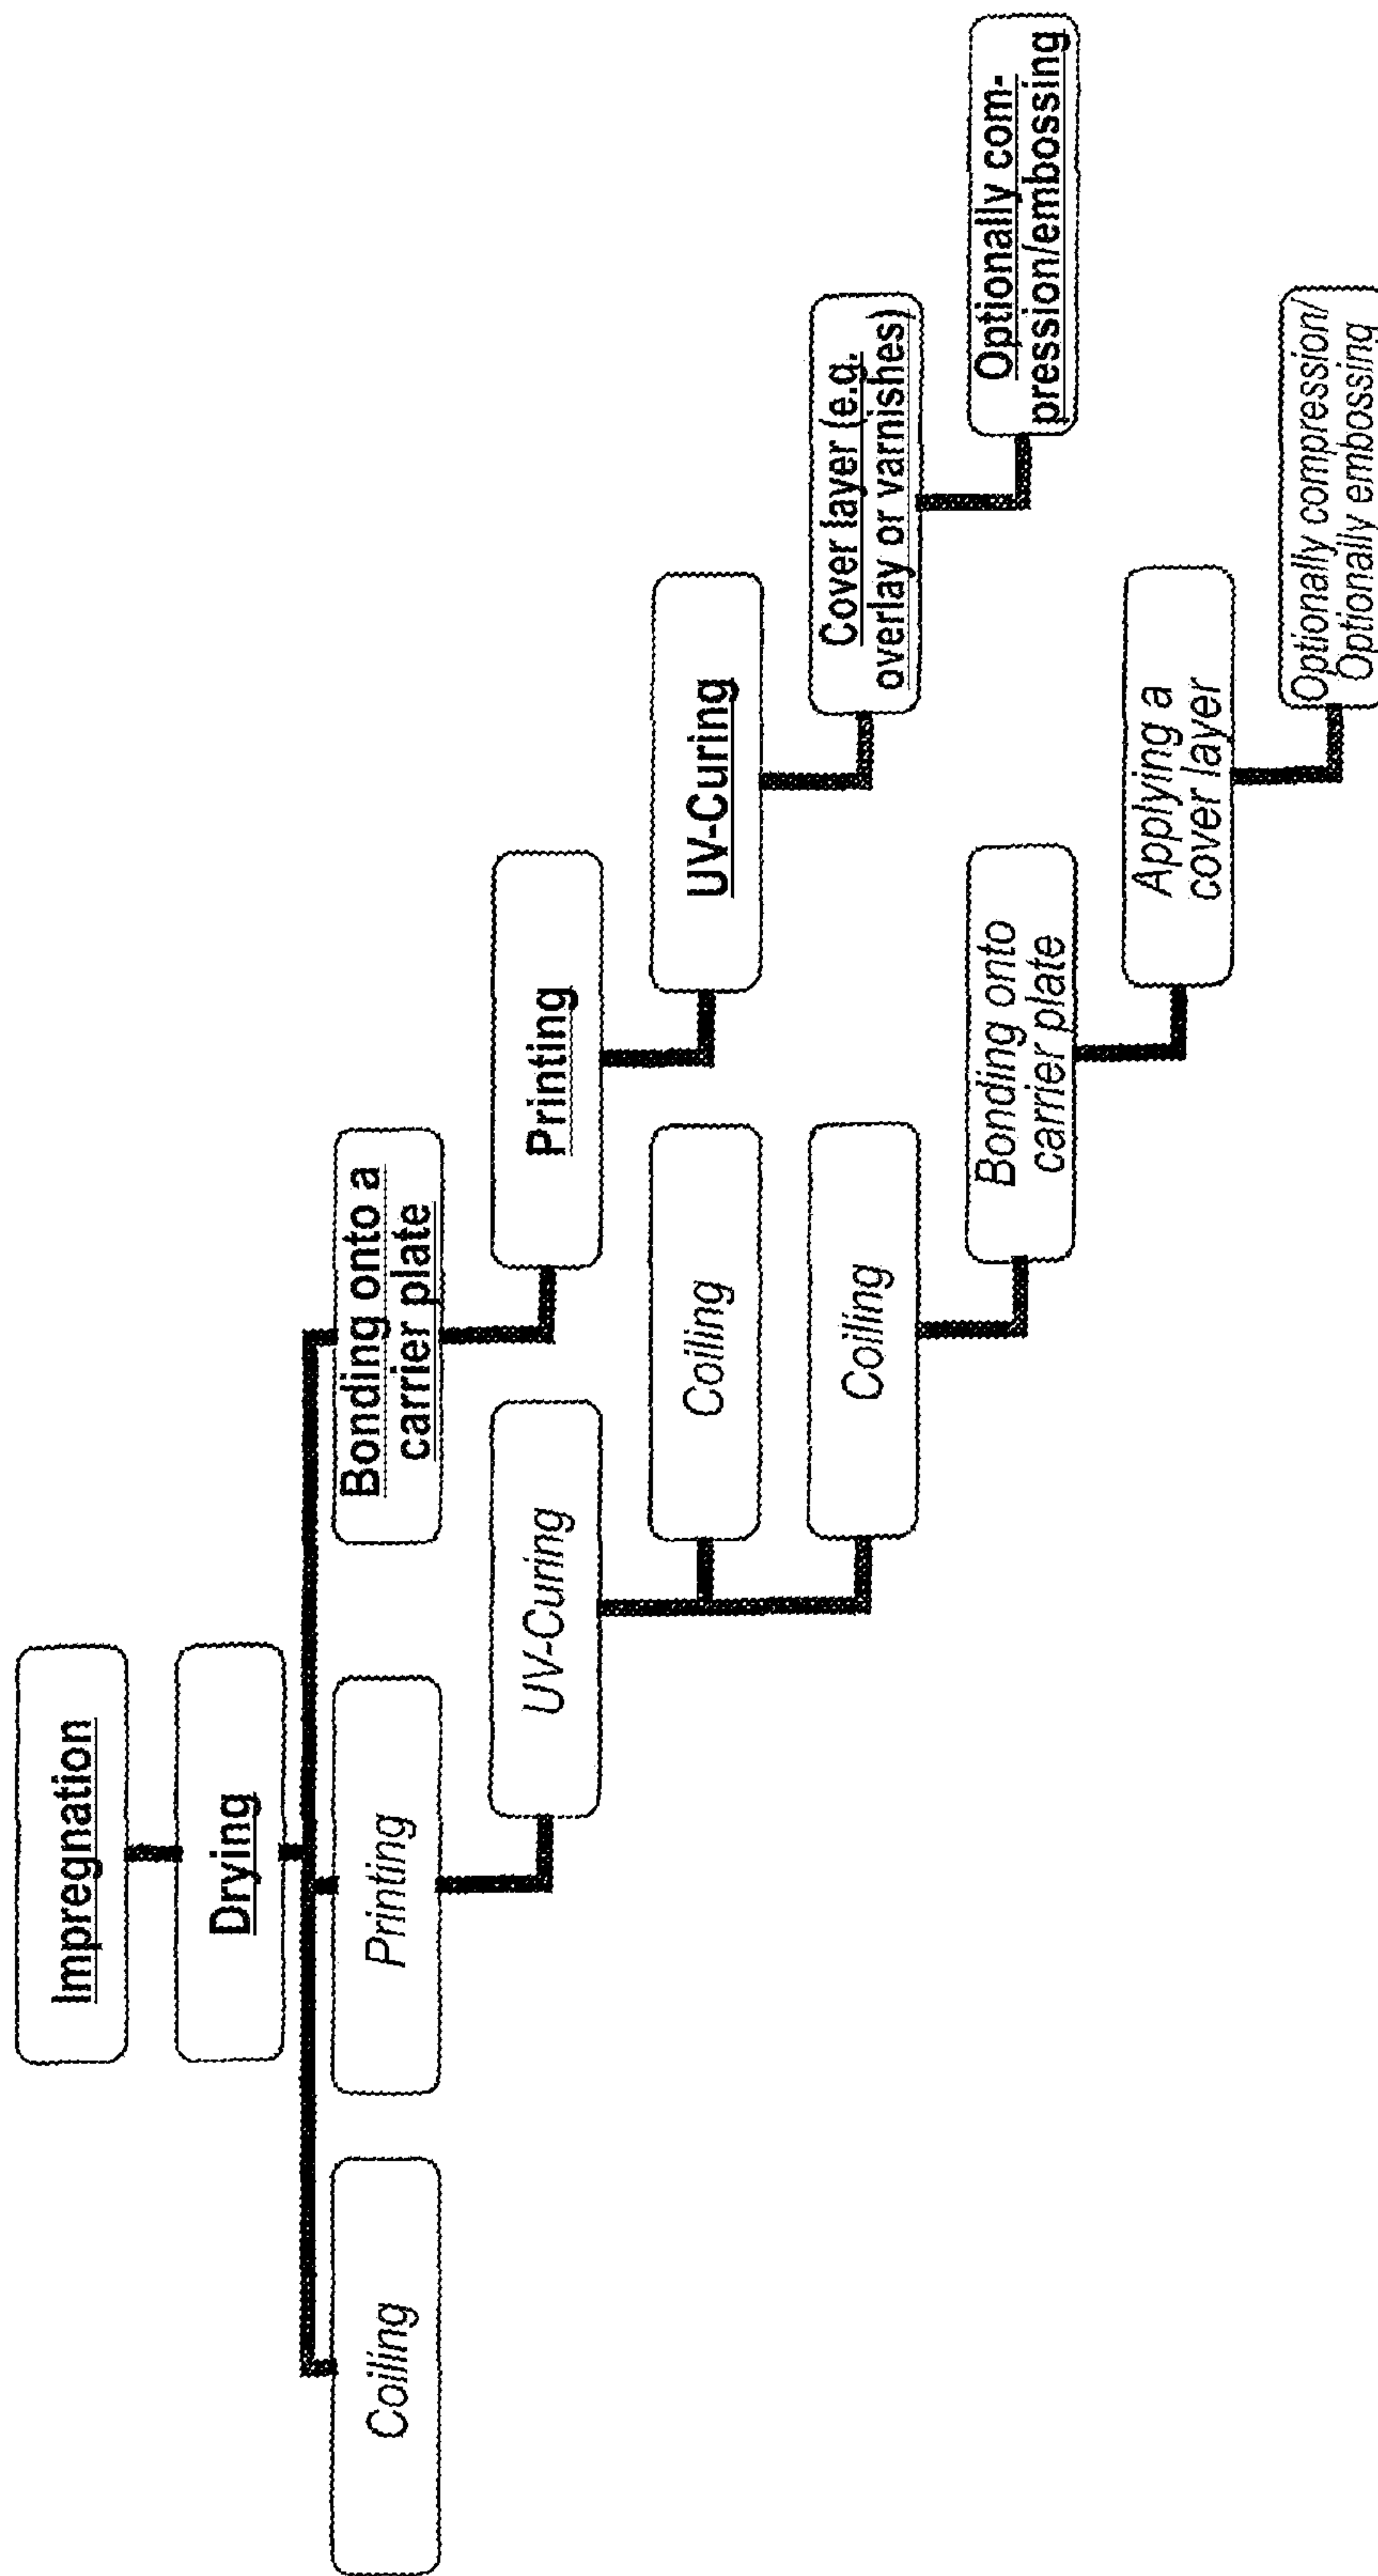 Impregnation
Drying
Coiling
Printing
Bonding onto a
carrier plate
UV-Curing
Printing
Coiling
UV-Curing
Coiling
Cover layer (e.g.
overlay or varnishes)
Bonding onto
carrier plate
Optionally com-
pression/embossing
Applying a
cover layer
Optionally compression/
Optionally embossing